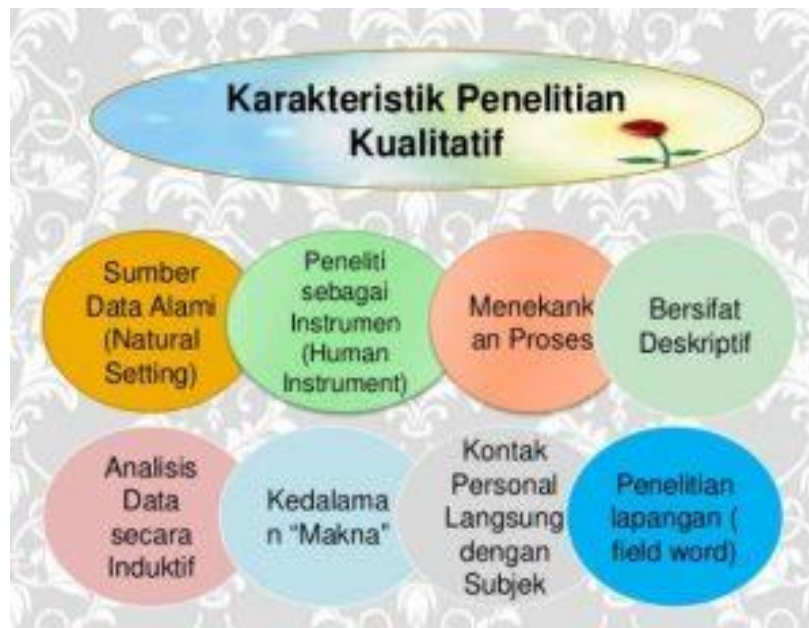 Karakteristik Penelitian
Kualitatif
Sumber
Data Alami
(Natural
Setting)
Peneliti
sebagai
Instrumen
(Human
Instrument)
Menekank
an Proses
Bersifat
Deskriptif
Analisis
Data
secara
Induktif
Kedalama
n “Makna”
Kontak
Personal
Langsung
dengan
Subjek
Penelitian
lapangan (
field word)